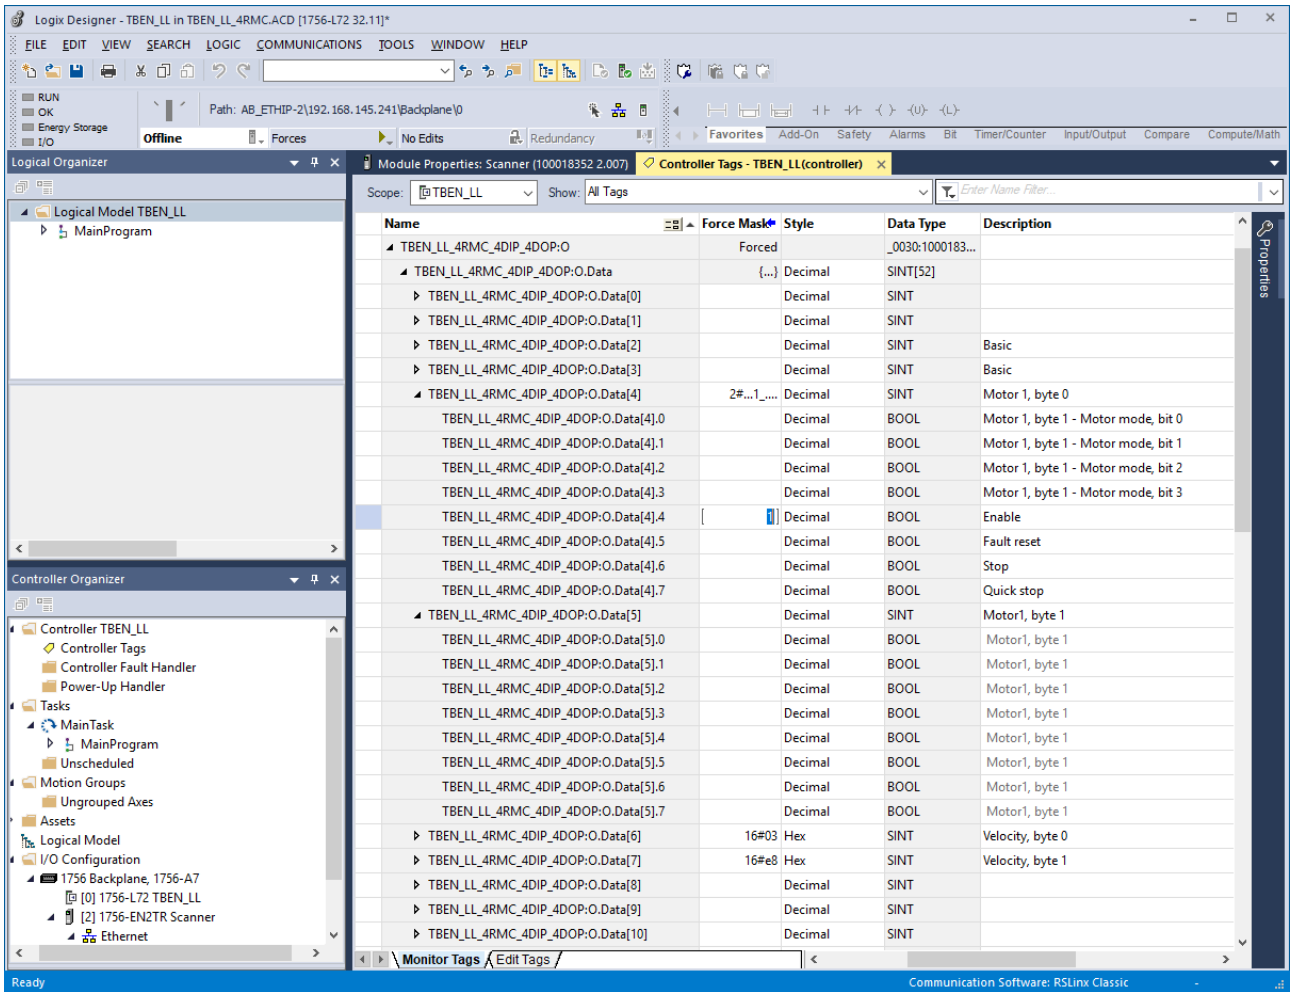 Logix Designer - TBEN_LL in TBEN_LL_4RMC.ACD [1756-L72 32.11]*
FILE EDIT VIEW SEARCH LOGIC COMMUNICATIONS TOOLS WINDOW HELP
RUN
OK
Energy Storage
I/O
Path: AB_ETHIP-2\192.168.145.241\Backplane\0
Offline Forces No Edits Redundancy
Favorites Add-On Safety Alarms Bit Timer/Counter Input/Output Compare Compute/Math
Logical Organizer
Logical Model TBEN_LL
MainProgram
Controller Organizer
Controller TBEN_LL
Controller Tags
Controller Fault Handler
Power-Up Handler
Tasks
MainTask
MainProgram
Unscheduled
Motion Groups
Ungrouped Axes
Assets
Logical Model
I/O Configuration
1756 Backplane, 1756-A7
[0] 1756-L72 TBEN_LL
[2] 1756-EN2TR Scanner
Ethernet
Module Properties: Scanner (100018352 2.007) Controller Tags - TBEN_LL(controller)
Scope: TBEN_LL Show: All Tags Enter Name Filter...
Name Force Mask Style Data Type Description
TBEN_LL_4RMC_4DIP_4DOP:O Forced _0030:1000183...
TBEN_LL_4RMC_4DIP_4DOP:O.Data {...} Decimal SINT[52]
TBEN_LL_4RMC_4DIP_4DOP:O.Data[0] Decimal SINT
TBEN_LL_4RMC_4DIP_4DOP:O.Data[1] Decimal SINT
TBEN_LL_4RMC_4DIP_4DOP:O.Data[2] Decimal SINT Basic
TBEN_LL_4RMC_4DIP_4DOP:O.Data[3] Decimal SINT Basic
TBEN_LL_4RMC_4DIP_4DOP:O.Data[4] 2#...1_.... Decimal SINT Motor 1, byte 0
TBEN_LL_4RMC_4DIP_4DOP:O.Data[4].0 Decimal BOOL Motor 1, byte 1 - Motor mode, bit 0
TBEN_LL_4RMC_4DIP_4DOP:O.Data[4].1 Decimal BOOL Motor 1, byte 1 - Motor mode, bit 1
TBEN_LL_4RMC_4DIP_4DOP:O.Data[4].2 Decimal BOOL Motor 1, byte 1 - Motor mode, bit 2
TBEN_LL_4RMC_4DIP_4DOP:O.Data[4].3 Decimal BOOL Motor 1, byte 1 - Motor mode, bit 3
TBEN_LL_4RMC_4DIP_4DOP:O.Data[4].4 1 Decimal BOOL Enable
TBEN_LL_4RMC_4DIP_4DOP:O.Data[4].5 Decimal BOOL Fault reset
TBEN_LL_4RMC_4DIP_4DOP:O.Data[4].6 Decimal BOOL Stop
TBEN_LL_4RMC_4DIP_4DOP:O.Data[4].7 Decimal BOOL Quick stop
TBEN_LL_4RMC_4DIP_4DOP:O.Data[5] Decimal SINT Motor1, byte 1
TBEN_LL_4RMC_4DIP_4DOP:O.Data[5].0 Decimal BOOL Motor1, byte 1
TBEN_LL_4RMC_4DIP_4DOP:O.Data[5].1 Decimal BOOL Motor1, byte 1
TBEN_LL_4RMC_4DIP_4DOP:O.Data[5].2 Decimal BOOL Motor1, byte 1
TBEN_LL_4RMC_4DIP_4DOP:O.Data[5].3 Decimal BOOL Motor1, byte 1
TBEN_LL_4RMC_4DIP_4DOP:O.Data[5].4 Decimal BOOL Motor1, byte 1
TBEN_LL_4RMC_4DIP_4DOP:O.Data[5].5 Decimal BOOL Motor1, byte 1
TBEN_LL_4RMC_4DIP_4DOP:O.Data[5].6 Decimal BOOL Motor1, byte 1
TBEN_LL_4RMC_4DIP_4DOP:O.Data[5].7 Decimal BOOL Motor1, byte 1
TBEN_LL_4RMC_4DIP_4DOP:O.Data[6] 16#03 Hex SINT Velocity, byte 0
TBEN_LL_4RMC_4DIP_4DOP:O.Data[7] 16#e8 Hex SINT Velocity, byte 1
TBEN_LL_4RMC_4DIP_4DOP:O.Data[8] Decimal SINT
TBEN_LL_4RMC_4DIP_4DOP:O.Data[9] Decimal SINT
TBEN_LL_4RMC_4DIP_4DOP:O.Data[10] Decimal SINT
Monitor Tags Edit Tags
Properties
Ready Communication Software: RSLinx Classic -